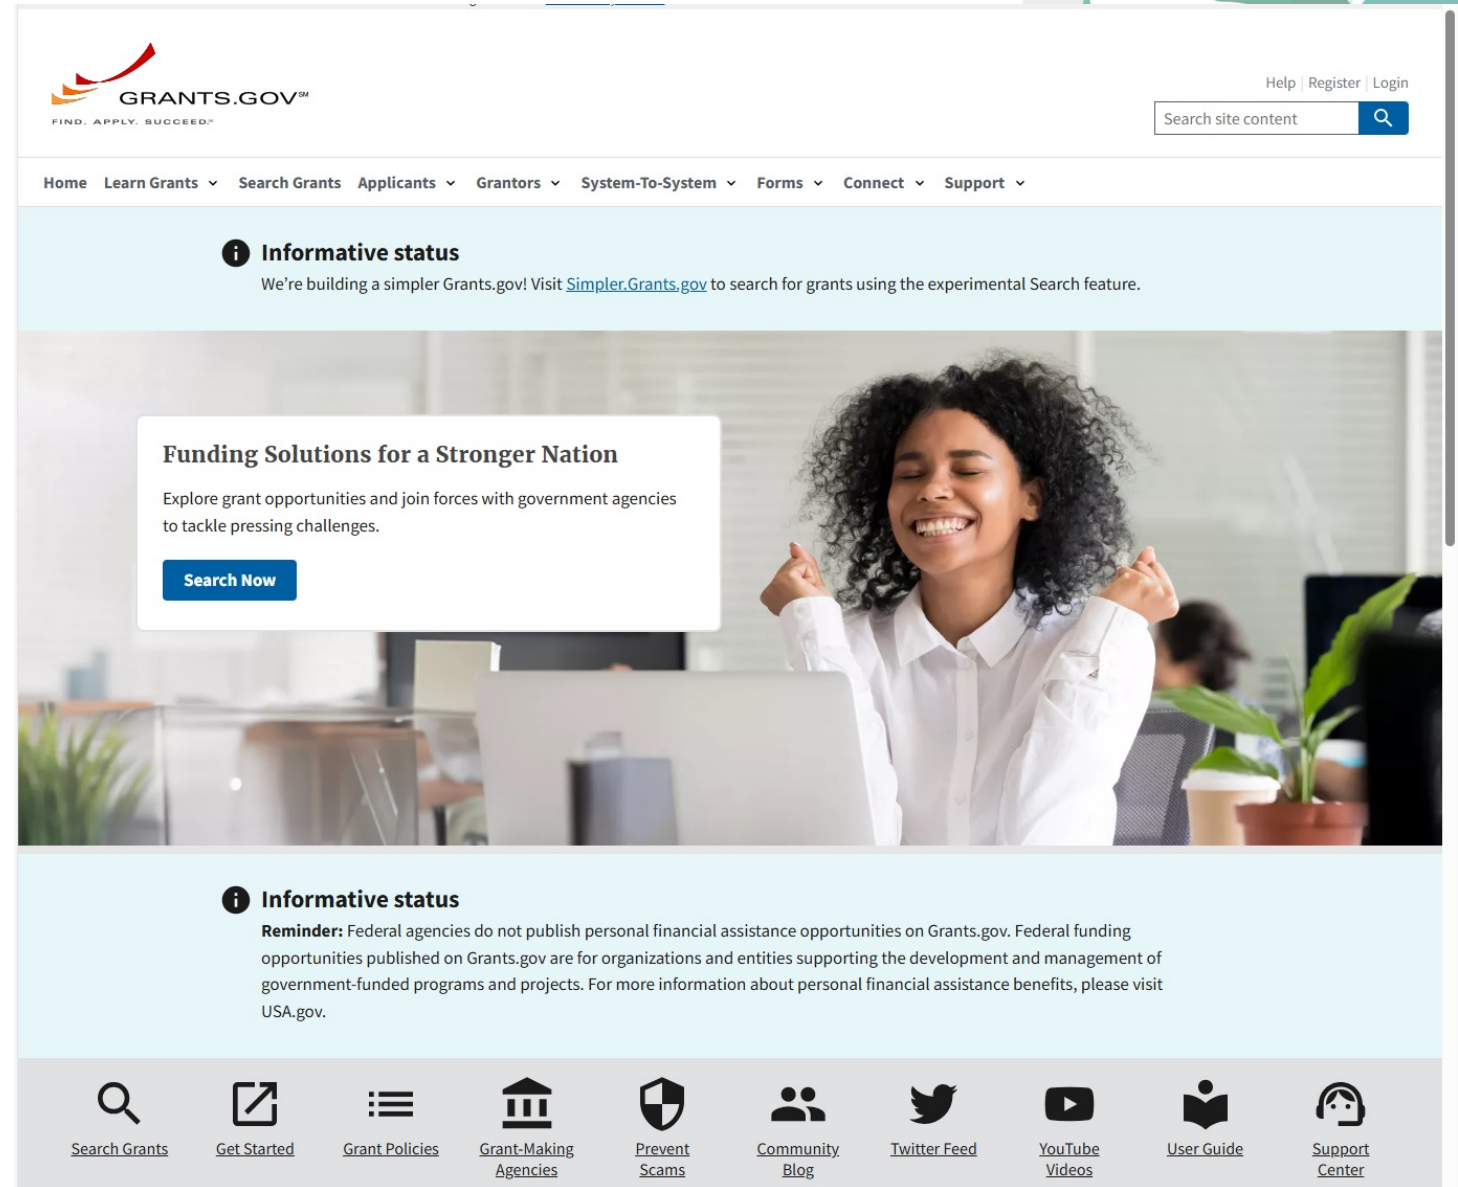 GRANTS.GOV℠
FIND. APPLY. SUCCEED.℠
Help | Register | Login
Search site content
Home Learn Grants Search Grants Applicants Grantors System-To-System Forms Connect Support
Informative status
We’re building a simpler Grants.gov! Visit Simpler.Grants.gov to search for grants using the experimental Search feature.
Funding Solutions for a Stronger Nation
Explore grant opportunities and join forces with government agencies
to tackle pressing challenges.
Search Now
Informative status
Reminder: Federal agencies do not publish personal financial assistance opportunities on Grants.gov. Federal funding
opportunities published on Grants.gov are for organizations and entities supporting the development and management of
government-funded programs and projects. For more information about personal financial assistance benefits, please visit
USA.gov.
Search Grants
Get Started
Grant Policies
Grant-Making
Agencies
Prevent
Scams
Community
Blog
Twitter Feed
YouTube
Videos
User Guide
Support
Center